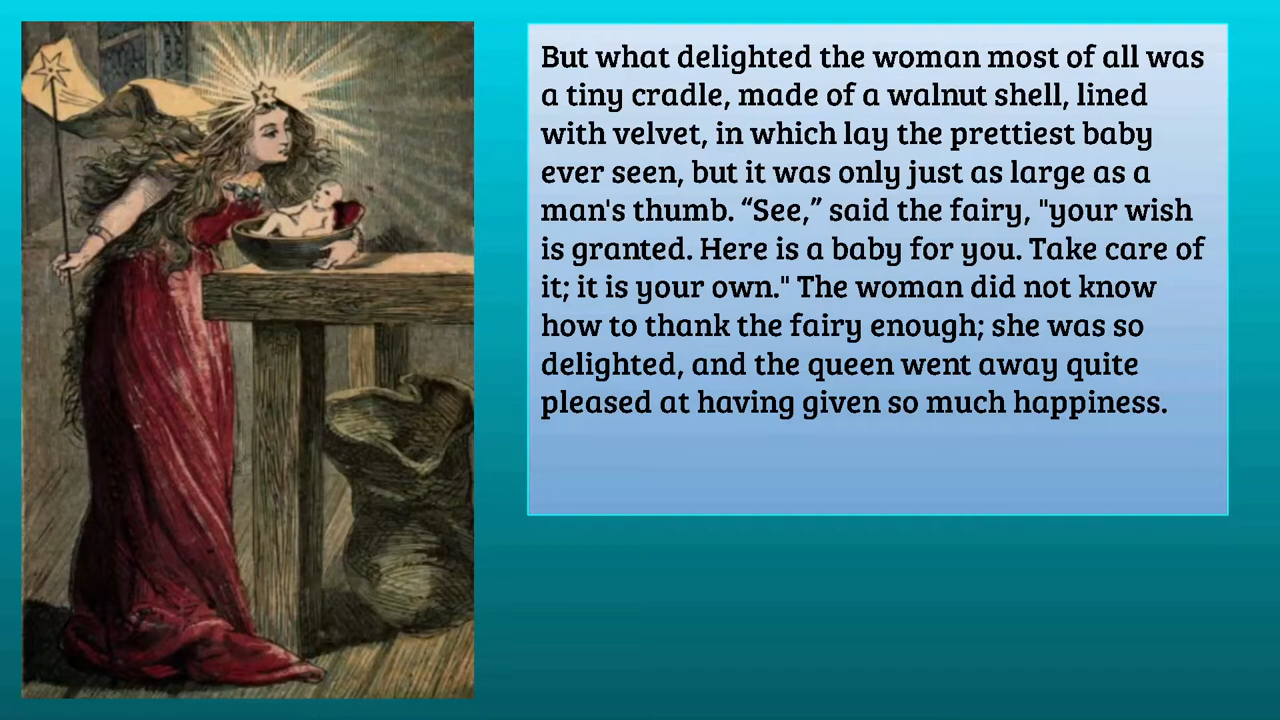 But what delighted the woman most of all was
a tiny cradle, made of a walnut shell, lined
with velvet, in which lay the prettiest baby
ever seen, but it was only just as large as a
man's thumb. “See,” said the fairy, "your wish
is granted. Here is a baby for you. Take care of
it; it is your own." The woman did not know
how to thank the fairy enough; she was so
delighted, and the queen went away quite
pleased at having given so much happiness.